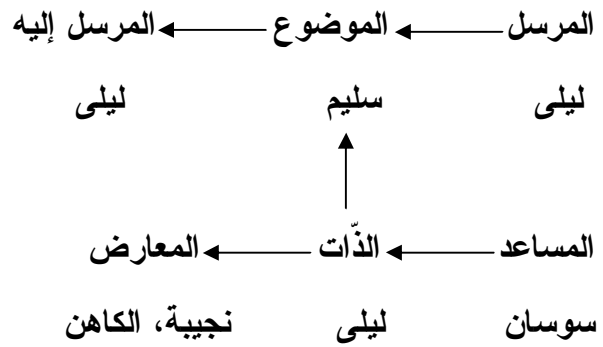 المرسل الموضوع المرسل إليه
ليلى سليم ليلى
المساعد الذّات المعارض
سوسان ليلى نجيبة، الكاهن